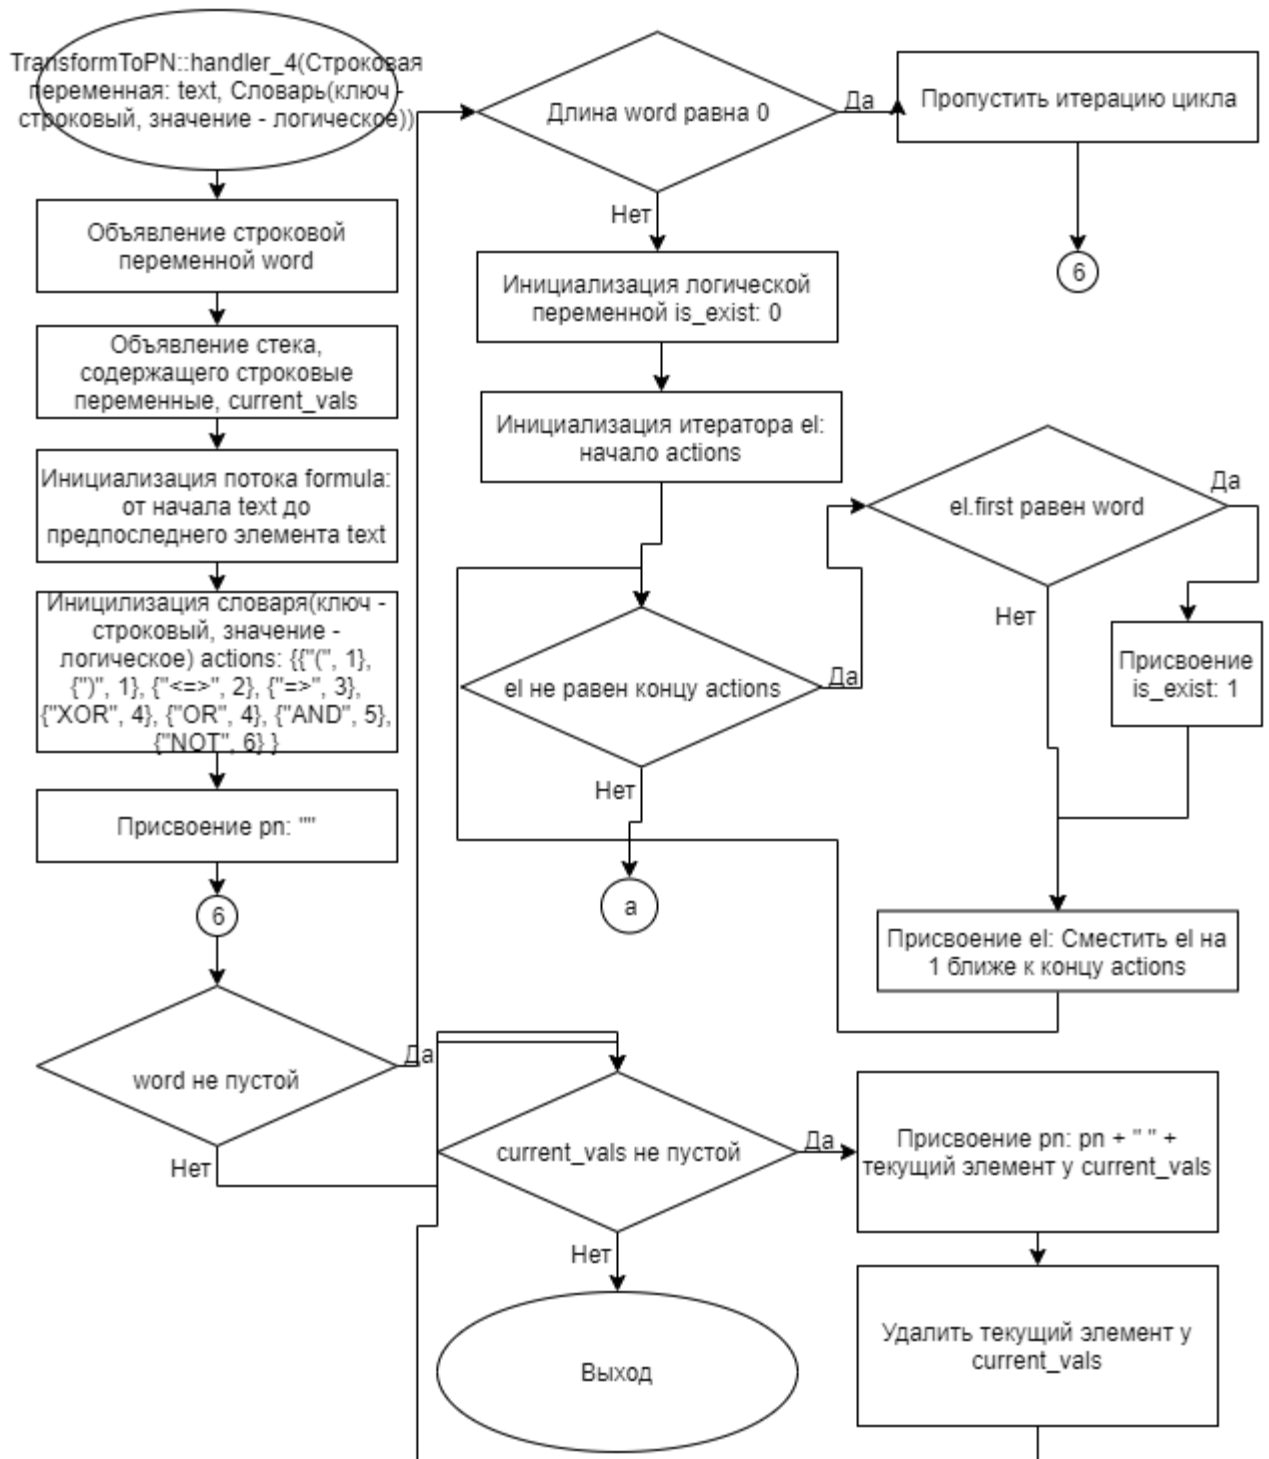 TransformToPN::handler_4(Строковая
переменная: text, Словарь(ключ -
строковый, значение - логическое))
Объявление строковой
переменной word
Объявление стека,
содержащего строковые
переменные, current_vals
Инициализация потока formula:
от начала text до
предпоследнего элемента text
Иницилизация словаря(ключ -
строковый, значение -
логическое) actions: {{"(", 1},
{")", 1}, {"<=>", 2}, {"=>", 3},
{"XOR", 4}, {"OR", 4}, {"AND", 5},
{"NOT", 6} }
Присвоение pn: ""
6
word не пустой
Да
Нет
Длина word равна 0
Да
Нет
Пропустить итерацию цикла
6
Инициализация логической
переменной is_exist: 0
Инициализация итератора el:
начало actions
el не равен концу actions
Да
Нет
a
el.first равен word
Да
Нет
Присвоение
is_exist: 1
Присвоение el: Сместить el на
1 ближе к концу actions
current_vals не пустой
Да
Нет
Присвоение pn: pn + " " +
текущий элемент у current_vals
Удалить текущий элемент у
current_vals
Выход